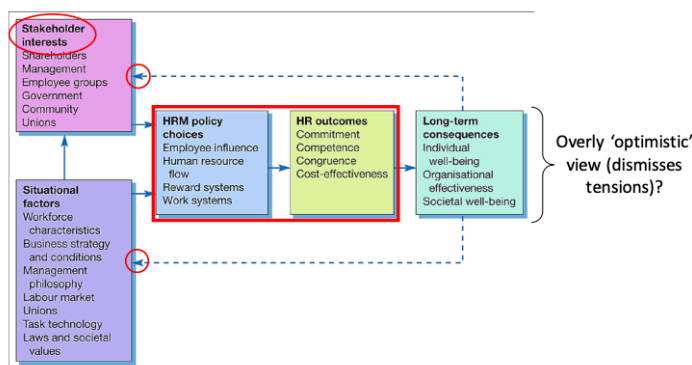 Stakeholder
interests
Shareholders
Management
Employee groups
Government
Community
Unions
HRM policy
choices
Employee influence
Human resource
flow
Reward systems
Work systems
HR outcomes
Commitment
Competence
Congruence
Cost-effectiveness
Long-term
consequences
Individual
well-being
Organisational
effectiveness
Societal well-being
Overly ‘optimistic’
view (dismisses
tensions)?
Situational
factors
Workforce
characteristics
Business strategy
and conditions
Management
philosophy
Labour market
Unions
Task technology
Laws and societal
values